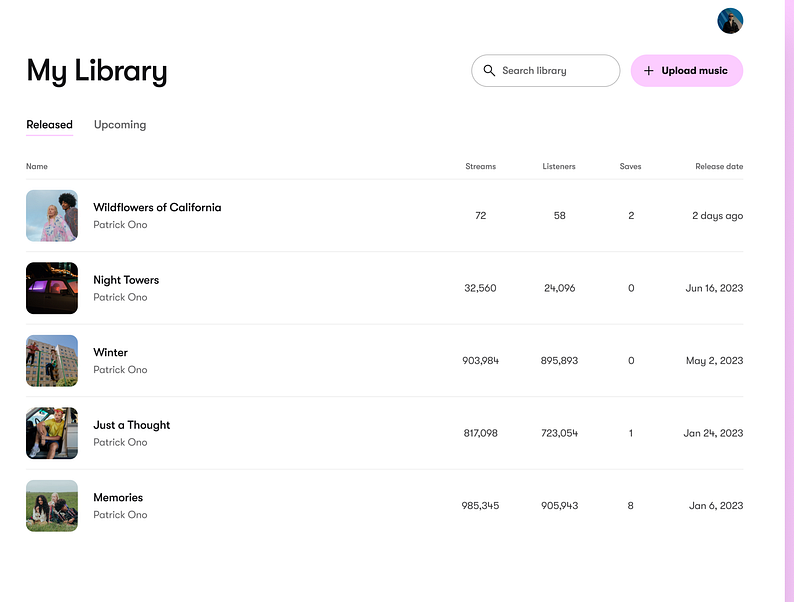 My Library
Search library
Upload music
Released Upcoming
Name Streams Listeners Saves Release date
Wildflowers of California
Patrick Ono
72 58 2 2 days ago
Night Towers
Patrick Ono
32,560 24,096 0 Jun 16, 2023
Winter
Patrick Ono
903,984 895,893 0 May 2, 2023
Just a Thought
Patrick Ono
817,098 723,054 1 Jan 24, 2023
Memories
Patrick Ono
985,345 905,943 8 Jan 6, 2023